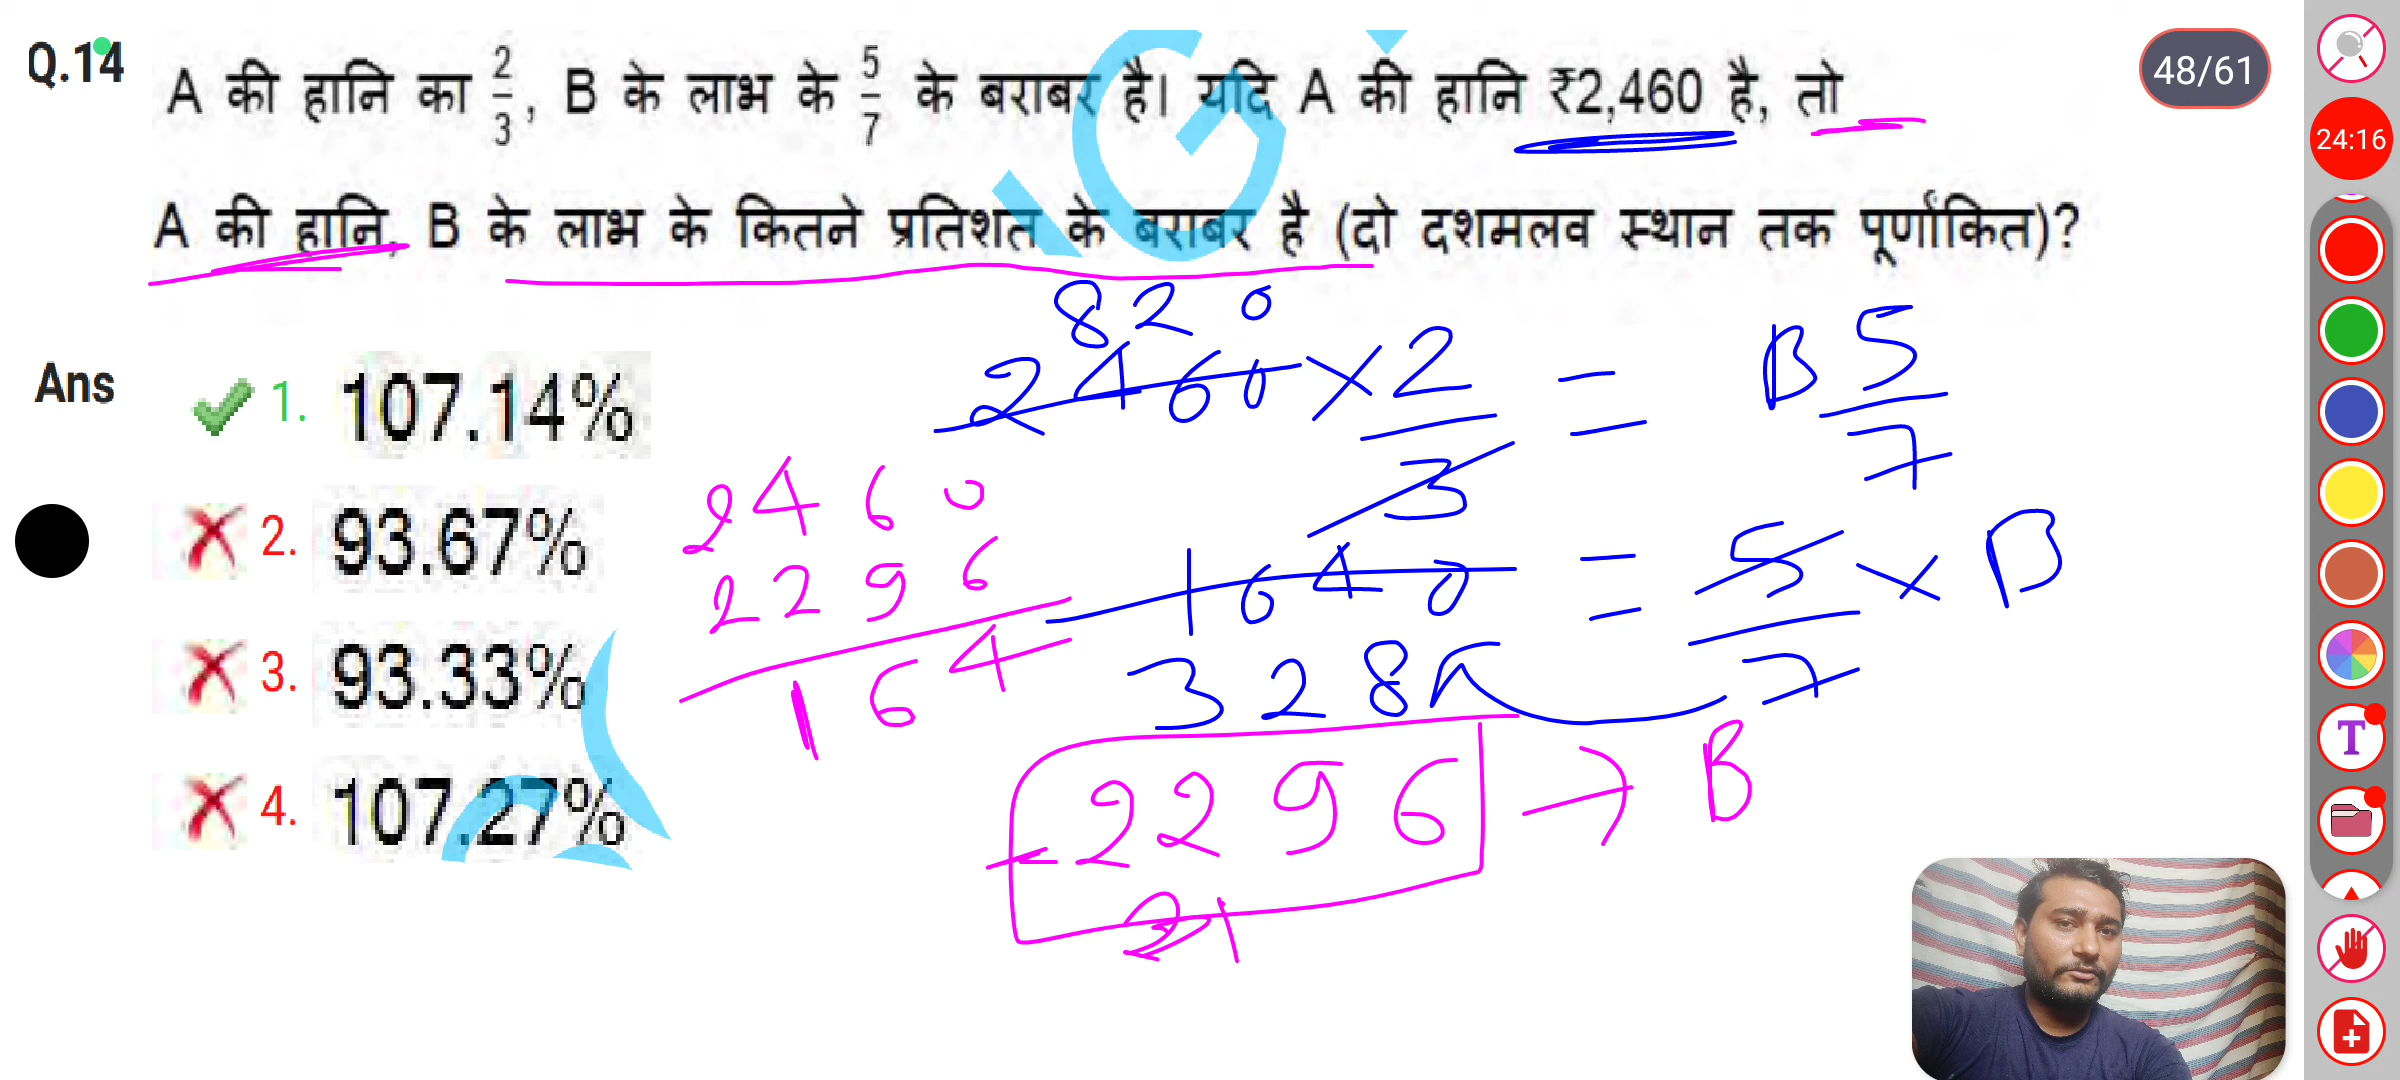 Q.14 A की हानि का 2/3, B के लाभ के 5/7 के बराबर है। यदि A की हानि ₹2,460 है, तो
A की हानि, B के लाभ के कितने प्रतिशत के बराबर है (दो दशमलव स्थान तक पूर्णांकित)?
48/61
24:16
Ans 1. 107.14%
2. 93.67%
3. 93.33%
4. 107.27%
820
2460 × 2/3 = B 5/7
1640 = 5/7 × B
328
2296 → B
21
2460
2296
164
T